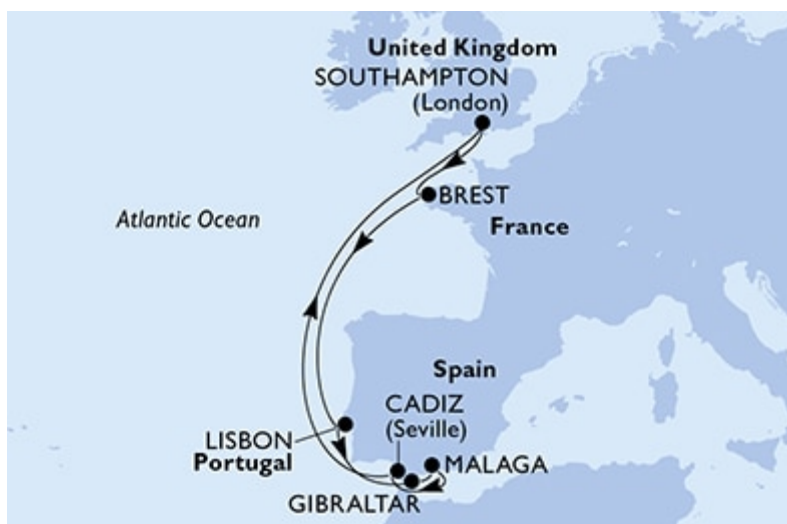 United Kingdom
SOUTHAMPTON
(London)
BREST
Atlantic Ocean
France
Spain
CADIZ
(Seville)
LISBON
Portugal
MALAGA
GIBRALTAR